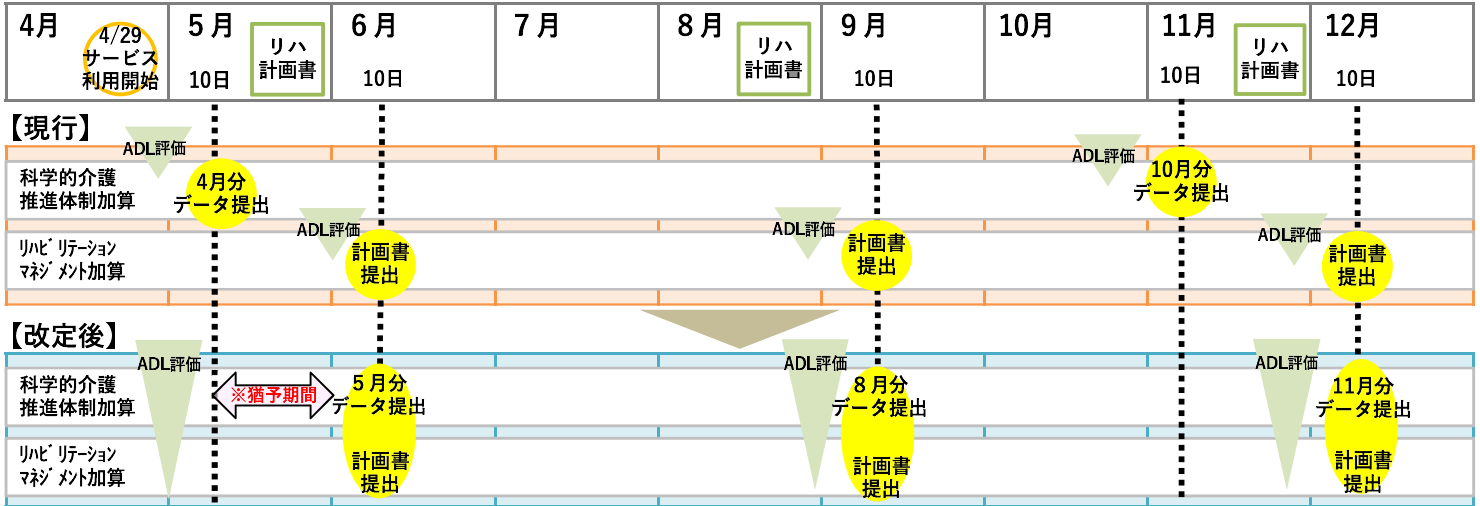 4月
4/29
サービス
利用開始
5月
10日
リハ
計画書
6月
10日
7月
8月
リハ
計画書
9月
10日
10月
11月
10日
リハ
計画書
12月
10日
【現行】
科学的介護
推進体制加算
ADL評価
4月分
データ提出
ADL評価
10月分
データ提出
ﾘﾊﾋﾞﾘﾃｰｼｮﾝ
ﾏﾈｼﾞﾒﾝﾄ加算
ADL評価
計画書
提出
ADL評価
計画書
提出
ADL評価
計画書
提出
【改定後】
ADL評価
ADL評価
ADL評価
科学的介護
推進体制加算
※猶予期間
5月分
データ提出
8月分
データ提出
11月分
データ提出
ﾘﾊﾋﾞﾘﾃｰｼｮﾝ
ﾏﾈｼﾞﾒﾝﾄ加算
計画書
提出
計画書
提出
計画書
提出